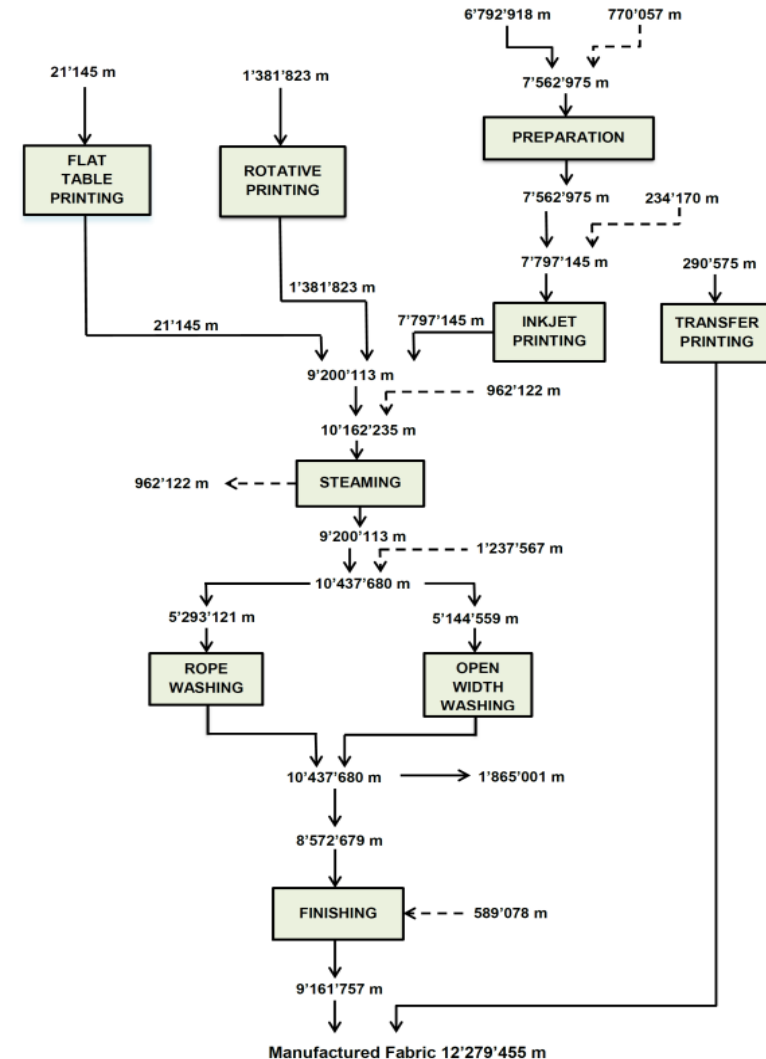 6’792’918 m
770’057 m
21’145 m
1’381’823 m
7’562’975 m
PREPARATION
FLAT
TABLE
PRINTING
ROTATIVE
PRINTING
7’562’975 m
234’170 m
7’797’145 m
290’575 m
1’381’823 m
21’145 m
7’797’145 m
INKJET
PRINTING
TRANSFER
PRINTING
9’200’113 m
962’122 m
10’162’235 m
STEAMING
962’122 m
9’200’113 m
1’237’567 m
10’437’680 m
5’293’121 m
5’144’559 m
ROPE
WASHING
OPEN
WIDTH
WASHING
10’437’680 m
1’865’001 m
8’572’679 m
FINISHING
589’078 m
9’161’757 m
Manufactured Fabric 12’279’455 m